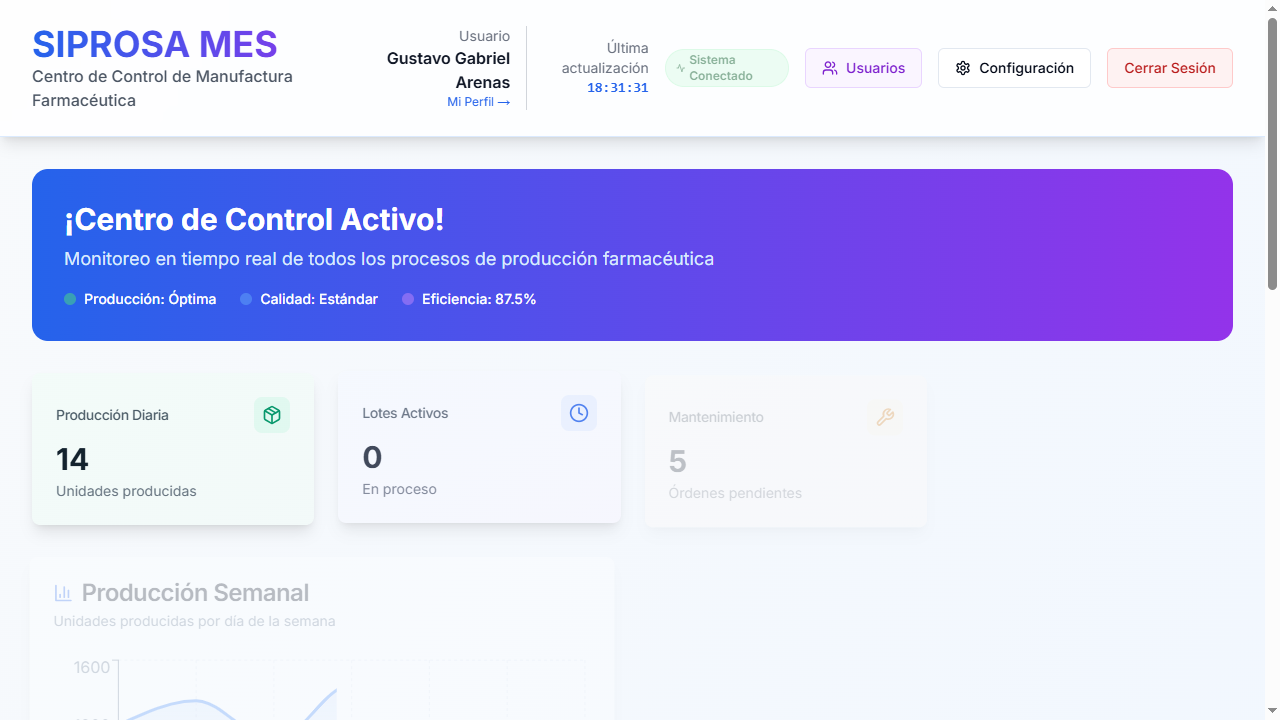 SIPROSA MES
Centro de Control de Manufactura
Farmacéutica
Usuario
Gustavo Gabriel
Arenas
Mi Perfil →
Última
actualización
18:31:31
Sistema
Conectado
Usuarios
Configuración
Cerrar Sesión
¡Centro de Control Activo!
Monitoreo en tiempo real de todos los procesos de producción farmacéutica
Producción: Óptima
Calidad: Estándar
Eficiencia: 87.5%
Producción Diaria
14
Unidades producidas
Lotes Activos
0
En proceso
Mantenimiento
5
Órdenes pendientes
Producción Semanal
Unidades producidas por día de la semana
1600